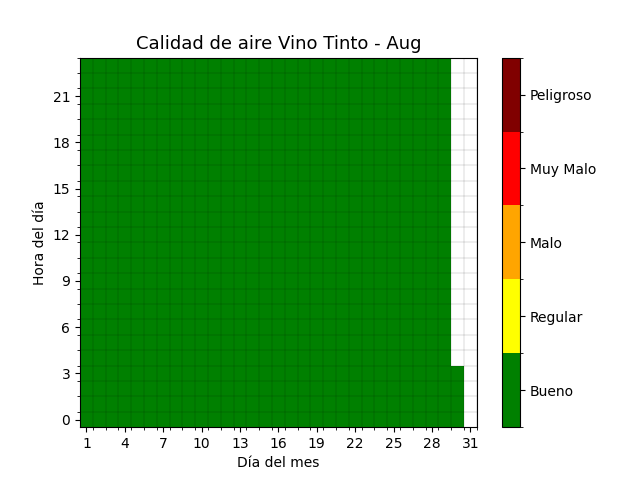 Calidad de aire Vino Tinto - Aug
Hora del día
21
18
15
12
9
6
3
0
1 4 7 10 13 16 19 22 25 28 31
Día del mes
Peligroso
Muy Malo
Malo
Regular
Bueno